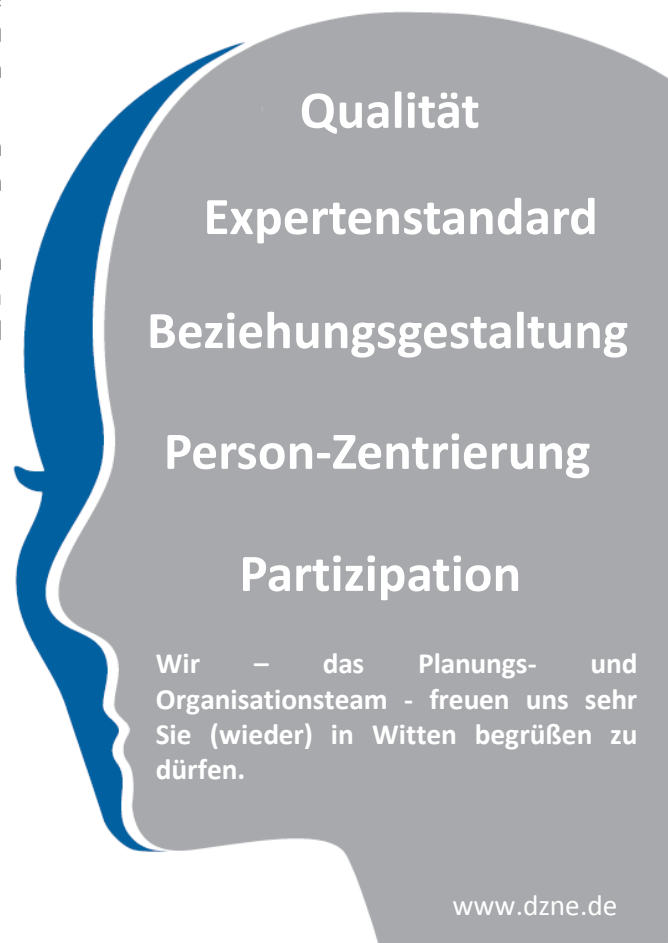 Qualität
Expertenstandard
Beziehungsgestaltung
Person-Zentrierung
Partizipation
Wir – das Planungs- und
Organisationsteam - freuen uns sehr
Sie (wieder) in Witten begrüßen zu
dürfen.
www.dzne.de